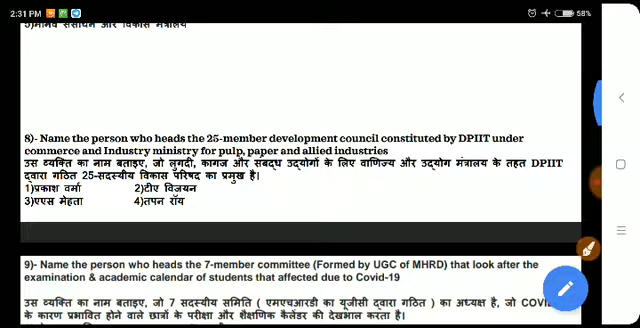 2:31 PM
58%
5)मानव संसाधन और विकास मंत्रालय
8)- Name the person who heads the 25-member development council constituted by DPIIT under
commerce and Industry ministry for pulp, paper and allied industries
उस व्यक्ति का नाम बताइए, जो लुगदी, कागज और संबद्ध उद्योगों के लिए वाणिज्य और उद्योग मंत्रालय के तहत DPIIT
द्वारा गठित 25-सदस्यीय विकास परिषद का प्रमुख है।
1)प्रकाश वर्मा 2)टीए विजयन
3)एएस मेहता 4)तपन रॉय
9)- Name the person who heads the 7-member committee (Formed by UGC of MHRD) that look after the
examination & academic calendar of students that affected due to Covid-19
उस व्यक्ति का नाम बताइए, जो 7 सदस्यीय समिति ( एमएचआरडी का यूजीसी द्वारा गठित ) का अध्यक्ष है, जो
के कारण प्रभावित होने वाले छात्रों के परीक्षा और शैक्षणिक कैलेंडर की देखभाल करता है।